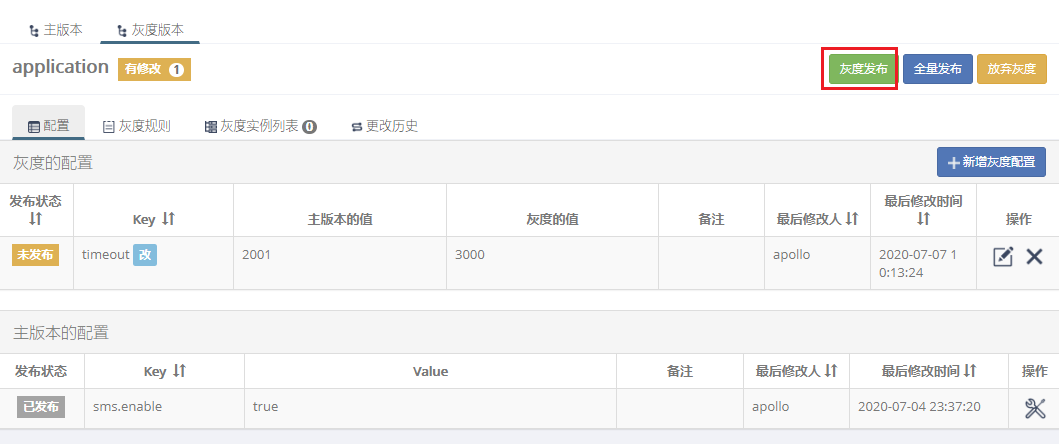 主版本 灰度版本
application 有修改 1 灰度发布 全量发布 放弃灰度
配置 灰度规则 灰度实例列表 0 更改历史
灰度的配置 新增灰度配置
发布状态 Key 主版本的值 灰度的值 备注 最后修改人 最后修改时间 操作
未发布 timeout 改 2001 3000 apollo 2020-07-07 1
0:13:24
主版本的配置
发布状态 Key Value 备注 最后修改人 最后修改时间 操作
已发布 sms.enable true apollo 2020-07-04 23:37:20